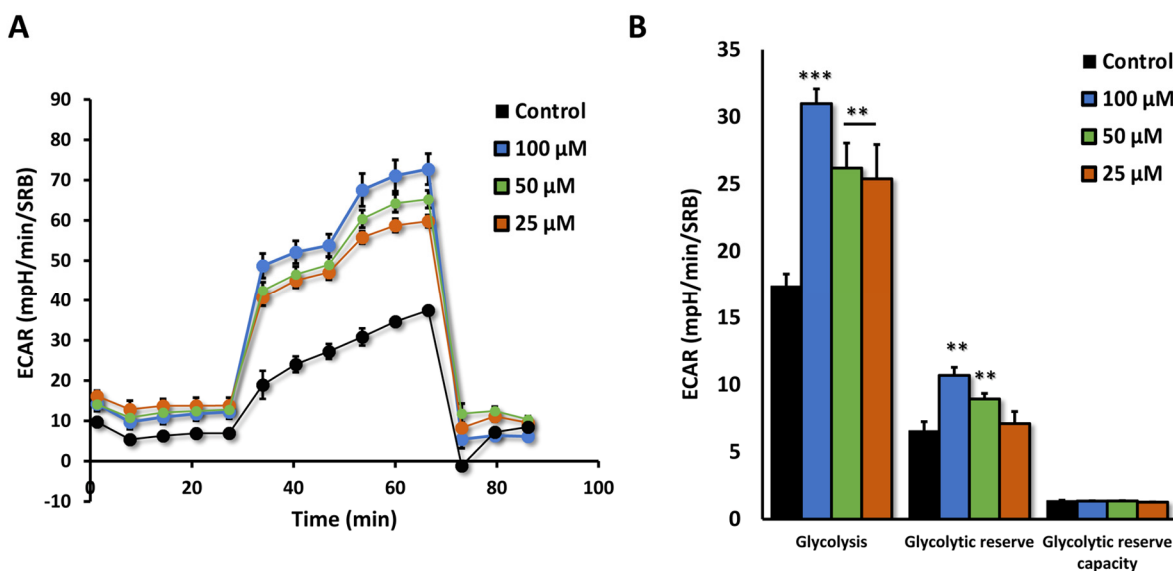 A
ECAR (mpH/min/SRB)
90
80
70
60
50
40
30
20
10
0
-10
0
20
40
60
80
100
Time (min)
Control
100 µM
50 µM
25 µM
B
ECAR (mpH/min/SRB)
35
30
25
20
15
10
5
0
***
**
**
**
Control
100 µM
50 µM
25 µM
Glycolysis
Glycolytic reserve
Glycolytic reserve
capacity